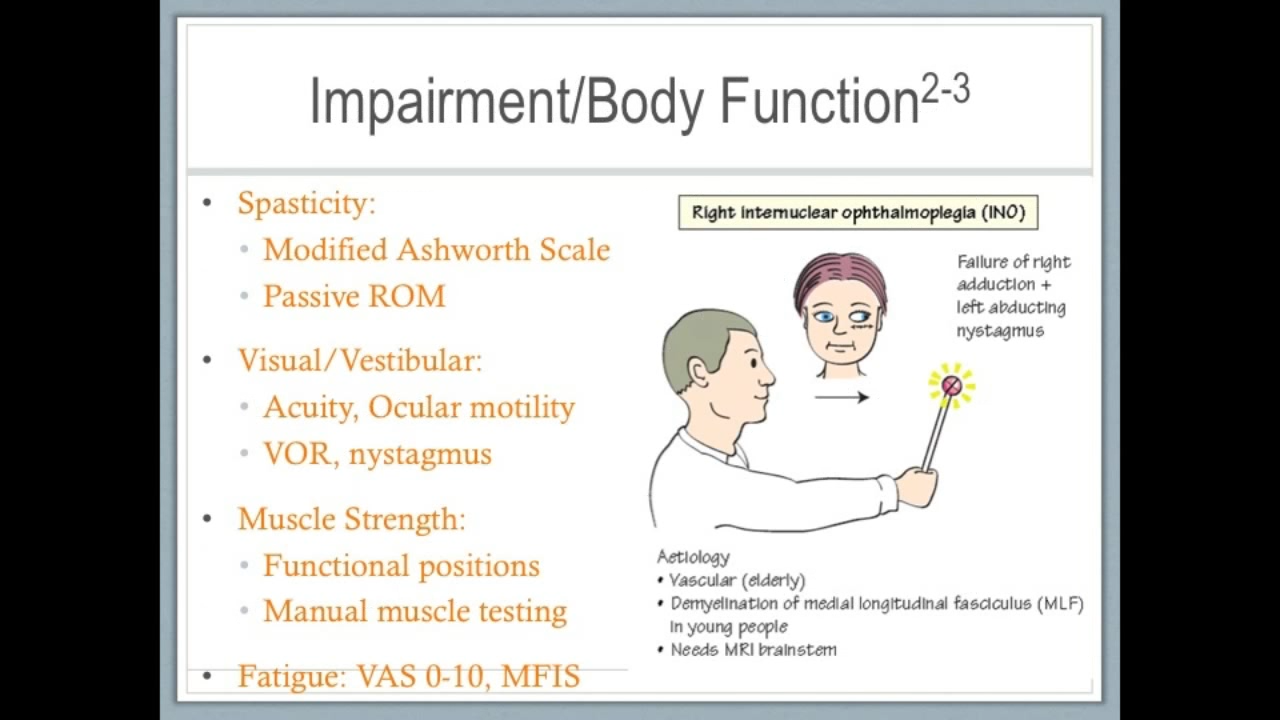 Impairment/Body Function2-3
• Spasticity:
• Modified Ashworth Scale
• Passive ROM
• Visual/Vestibular:
• Acuity, Ocular motility
• VOR, nystagmus
• Muscle Strength:
• Functional positions
• Manual muscle testing
• Fatigue: VAS 0-10, MFIS
Right internuclear ophthalmoplegia (INO)
Failure of right
adduction +
left abducting
nystagmus
Aetiology
• Vascular (elderly)
• Demyelination of medial longitudinal fasciculus (MLF)
in young people
• Needs MRI brainstem